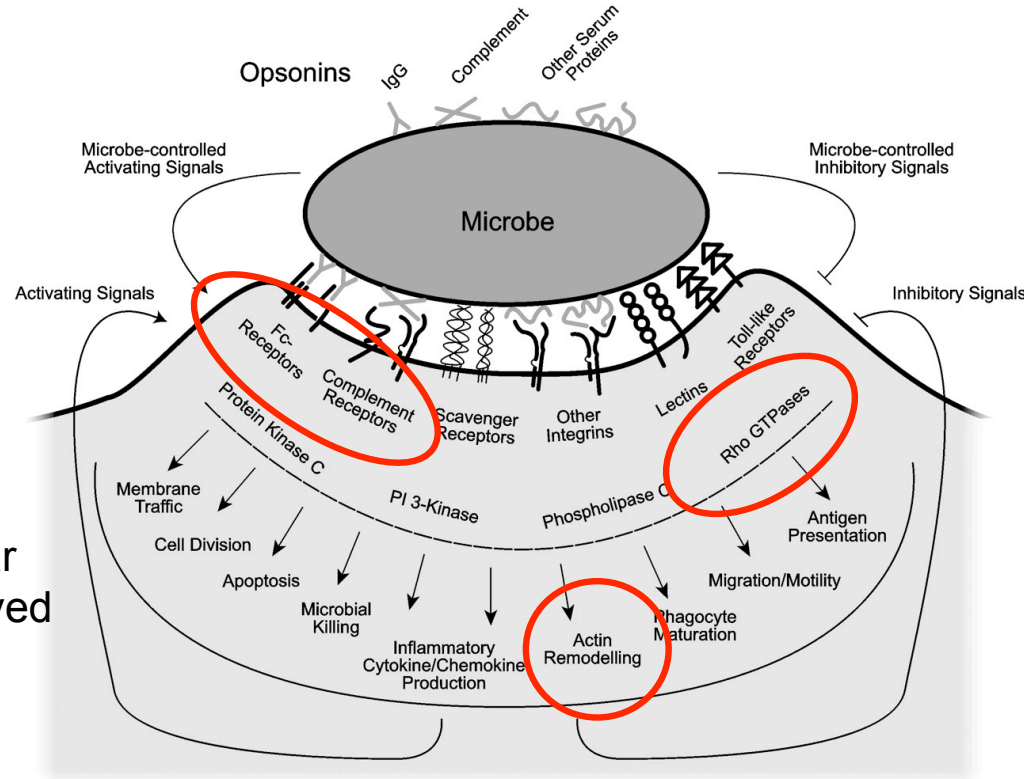 Opsonins
IgG
Complement
Other Serum
Proteins
Microbe-controlled
Activating Signals
Microbe-controlled
Inhibitory Signals
Microbe
Activating Signals
Inhibitory Signals
Fc-
Receptors
Complement
Receptors
Scavenger
Receptors
Other
Integrins
Lectins
Toll-like
Receptors
Protein Kinase C
PI 3-Kinase
Phospholipase C
Rho GTPases
Membrane
Traffic
Cell Division
Apoptosis
Microbial
Killing
Inflammatory
Cytokine/Chemokine
Production
Actin
Remodelling
Phagocyte
Maturation
Migration/Motility
Antigen
Presentation